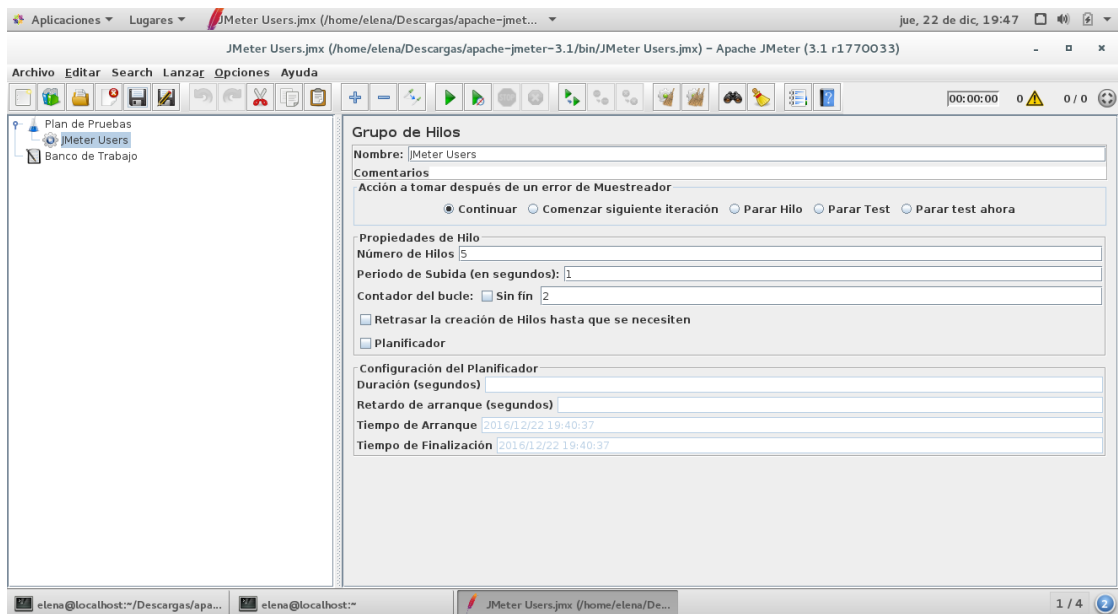 Aplicaciones Lugares JMeter Users.jmx (/home/elena/Descargas/apache-jmet... jue, 22 de dic, 19:47
JMeter Users.jmx (/home/elena/Descargas/apache-jmeter-3.1/bin/JMeter Users.jmx) - Apache JMeter (3.1 r1770033)
Archivo Editar Search Lanzar Opciones Ayuda
00:00:00 0 0 / 0
Plan de Pruebas
JMeter Users
Banco de Trabajo
Grupo de Hilos
Nombre: JMeter Users
Comentarios
Acción a tomar después de un error de Muestreador
Continuar Comenzar siguiente iteración Parar Hilo Parar Test Parar test ahora
Propiedades de Hilo
Número de Hilos 5
Periodo de Subida (en segundos): 1
Contador del bucle: Sin fín 2
Retrasar la creación de Hilos hasta que se necesiten
Planificador
Configuración del Planificador
Duración (segundos)
Retardo de arranque (segundos)
Tiempo de Arranque 2016/12/22 19:40:37
Tiempo de Finalización 2016/12/22 19:40:37
elena@localhost:~/Descargas/apa... elena@localhost:~ JMeter Users.jmx (/home/elena/De... 1 / 4 2